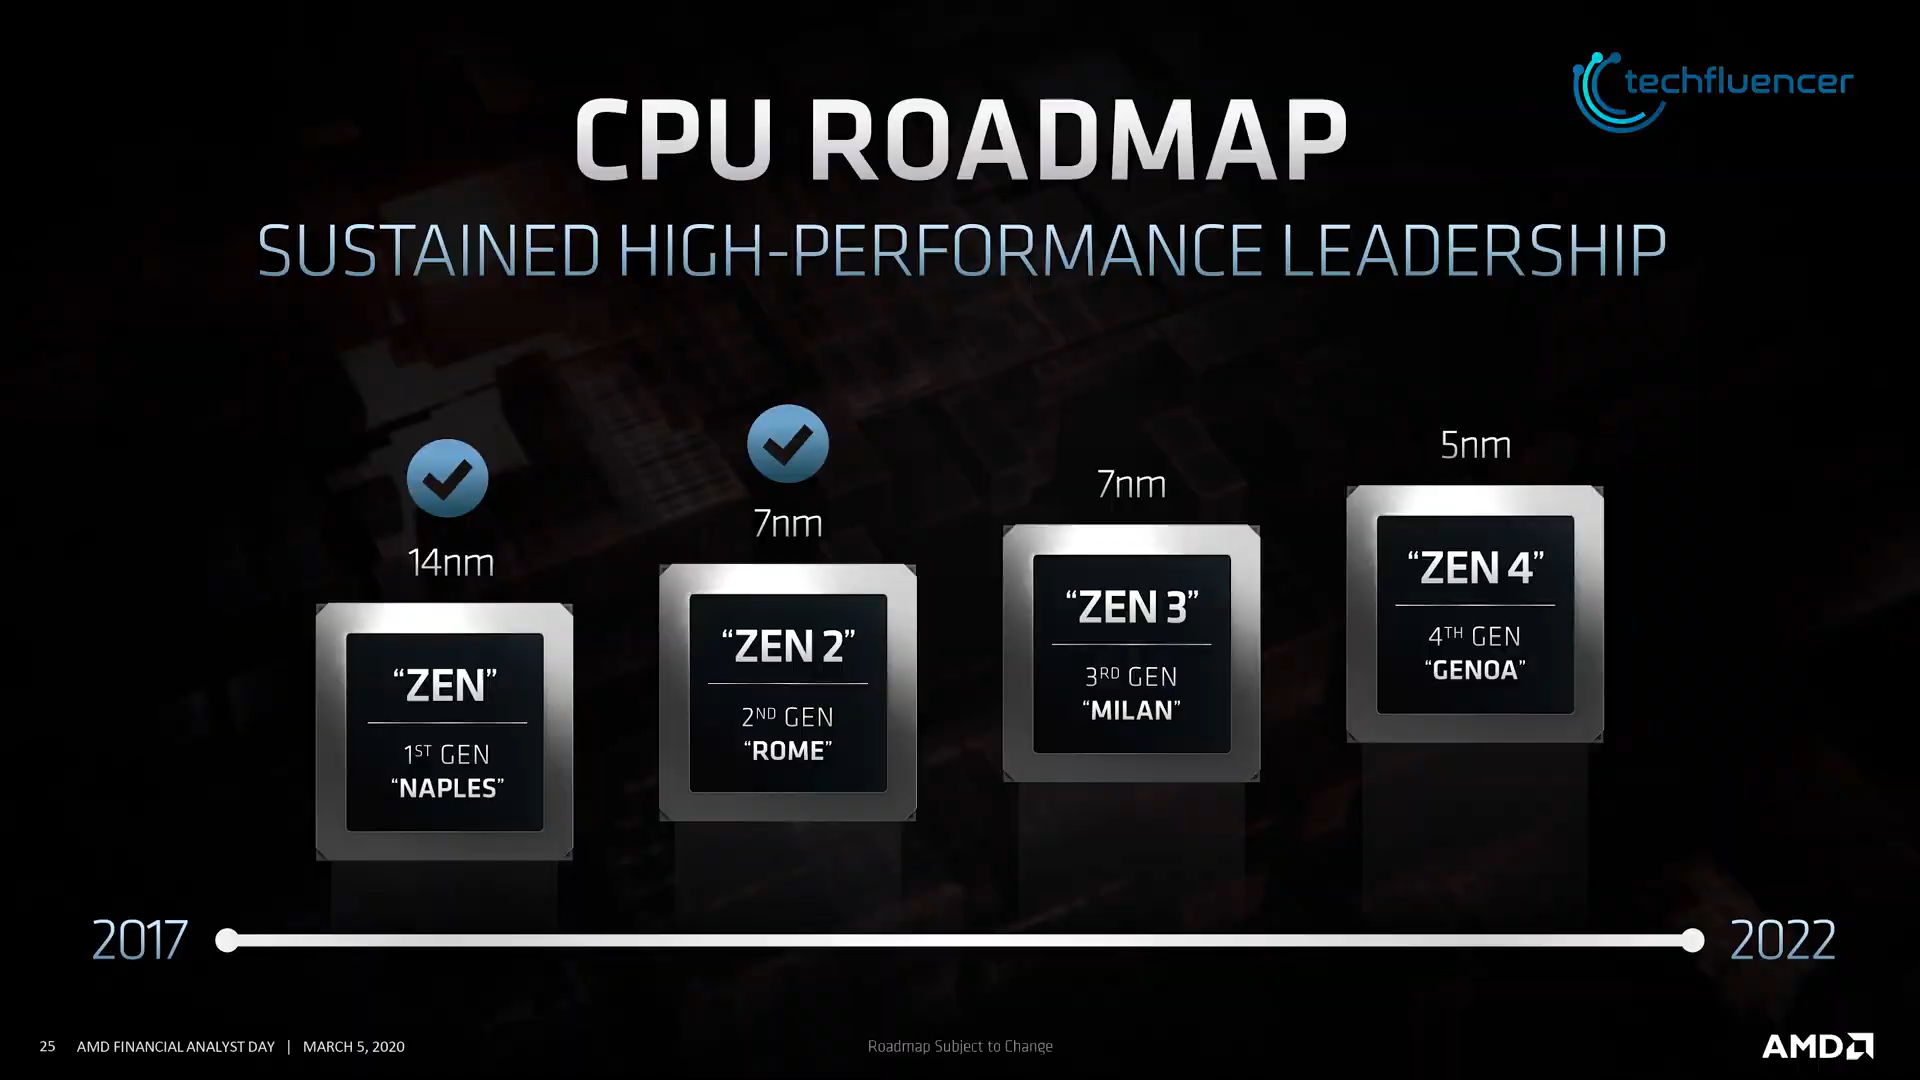 techfluencer
CPU ROADMAP
SUSTAINED HIGH-PERFORMANCE LEADERSHIP
14nm
“ZEN”
1ST GEN
“NAPLES”
7nm
“ZEN 2”
2ND GEN
“ROME”
7nm
“ZEN 3”
3RD GEN
“MILAN”
5nm
“ZEN 4”
4TH GEN
“GENOA”
2017
2022
25 AMD FINANCIAL ANALYST DAY | MARCH 5, 2020
Roadmap Subject to Change
AMD